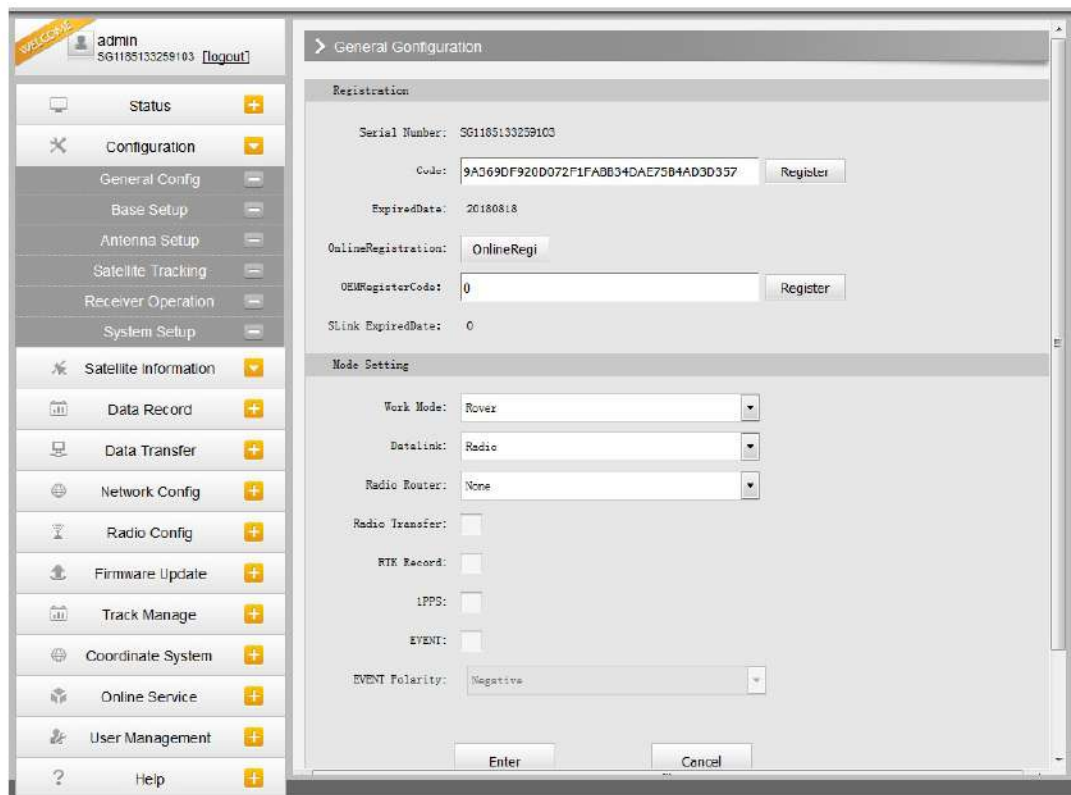 WELCOME
admin
SG1185133259103 [logout]
Status
Configuration
General Config
Base Setup
Antenna Setup
Satellite Tracking
Receiver Operation
System Setup
Satellite Information
Data Record
Data Transfer
Network Config
Radio Config
Firmware Update
Track Manage
Coordinate System
Online Service
User Management
Help
General Gonfiguration
Registration
Serial Number: SG1185133259103
Code: 9A369DF920D072F1FABB34DAE75B4AD3D357 Register
ExpiredDate: 20180818
OnlineRegistration: OnlineRegi
OEMRegisterCode: 0 Register
SLink ExpiredDate: 0
Mode Setting
Work Mode: Rover
Datalink: Radio
Radio Router: None
Radio Transfer:
RTK Record:
1PPS:
EVENT:
EVENT Polarity: Negative
Enter Cancel